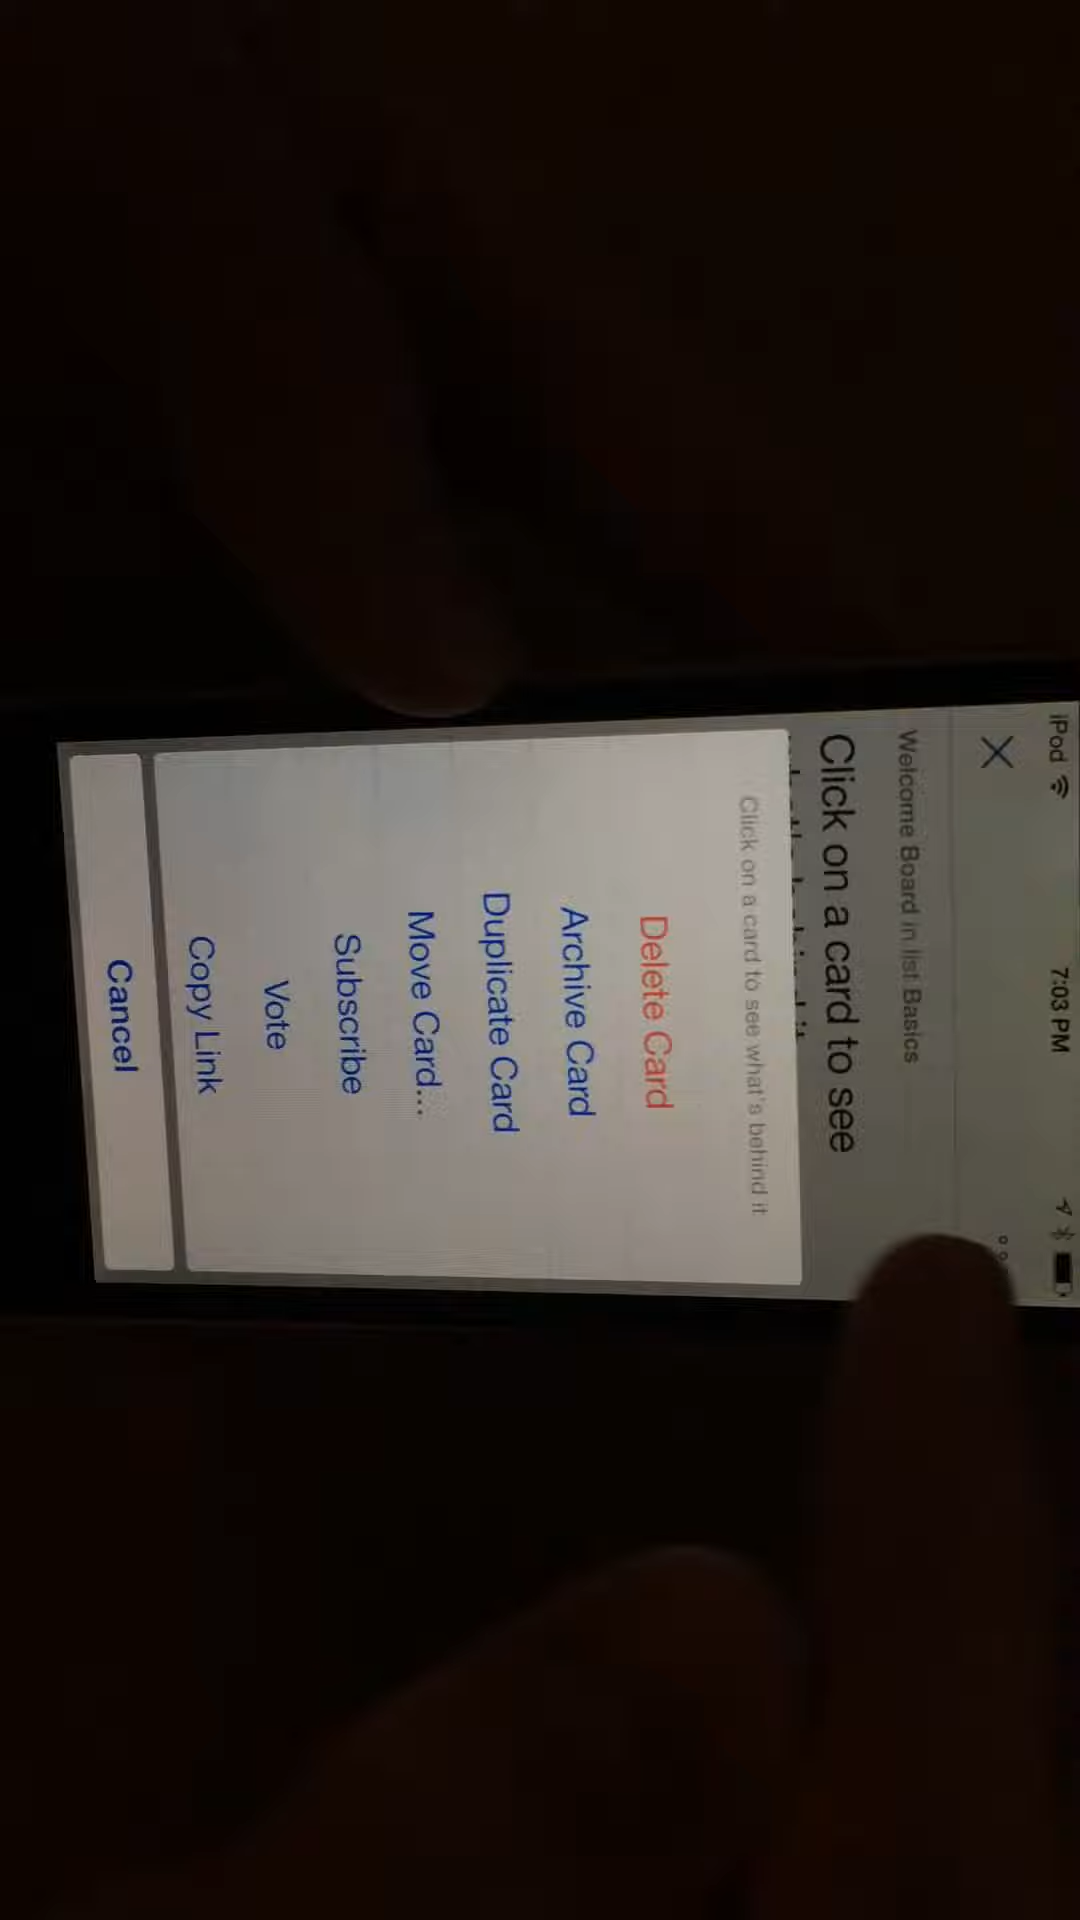 iPod 7:03 PM
Welcome Board in list Basics
Click on a card to see
Click on a card to see what's behind it.
Delete Card
Archive Card
Duplicate Card
Move Card...
Subscribe
Vote
Copy Link
Cancel